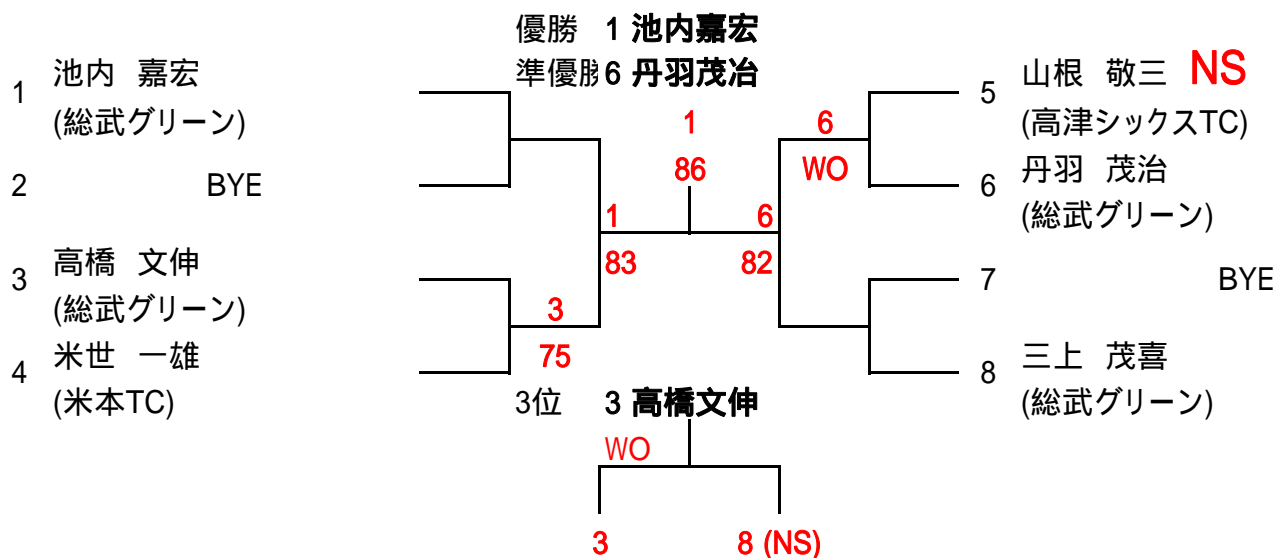 優勝 1 池内嘉宏
準優勝 6 丹羽茂冶
1 池内 嘉宏
(総武グリーン)
2 BYE
3 高橋 文伸
(総武グリーン)
4 米世 一雄
(米本TC)
1
86
1
83
3
75
6
WO
6
82
5 山根 敬三 NS
(高津シックスTC)
6 丹羽 茂治
(総武グリーン)
7 BYE
8 三上 茂喜
(総武グリーン)
3位 3 高橋文伸
WO
3 8 (NS)